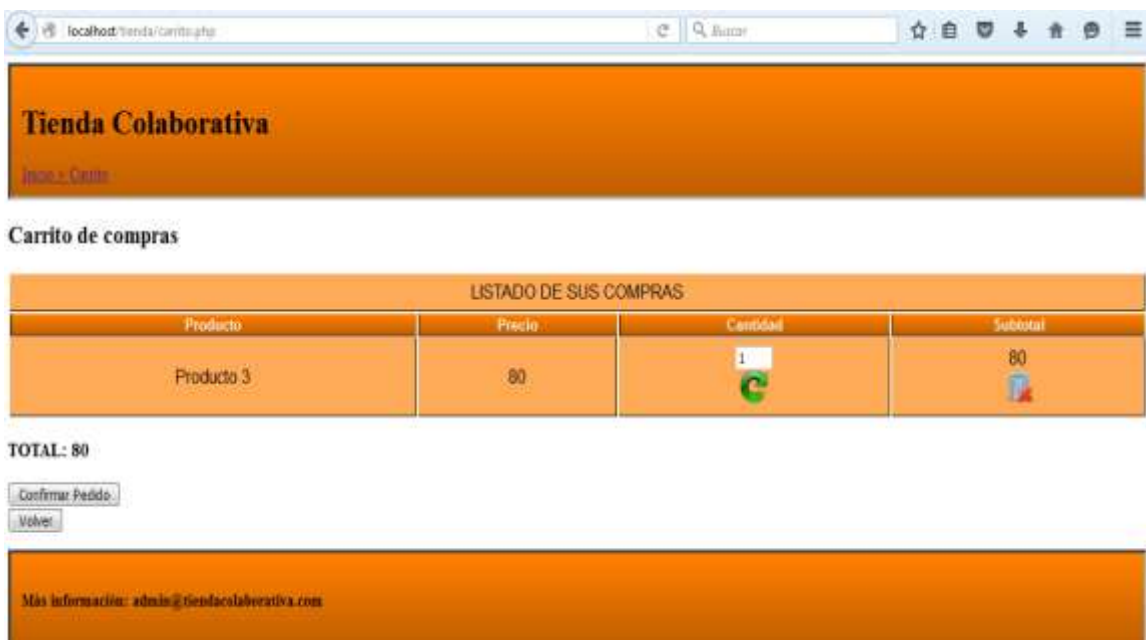 localhost/tienda/carrito.php
Buscar
Tienda Colaborativa
Inicio > Carrito
Carrito de compras
LISTADO DE SUS COMPRAS
Producto Precio Cantidad Subtotal
Producto 3 80 1 80
TOTAL: 80
Confirmar Pedido
Volver
Más información: admin@tiendacolaborativa.com